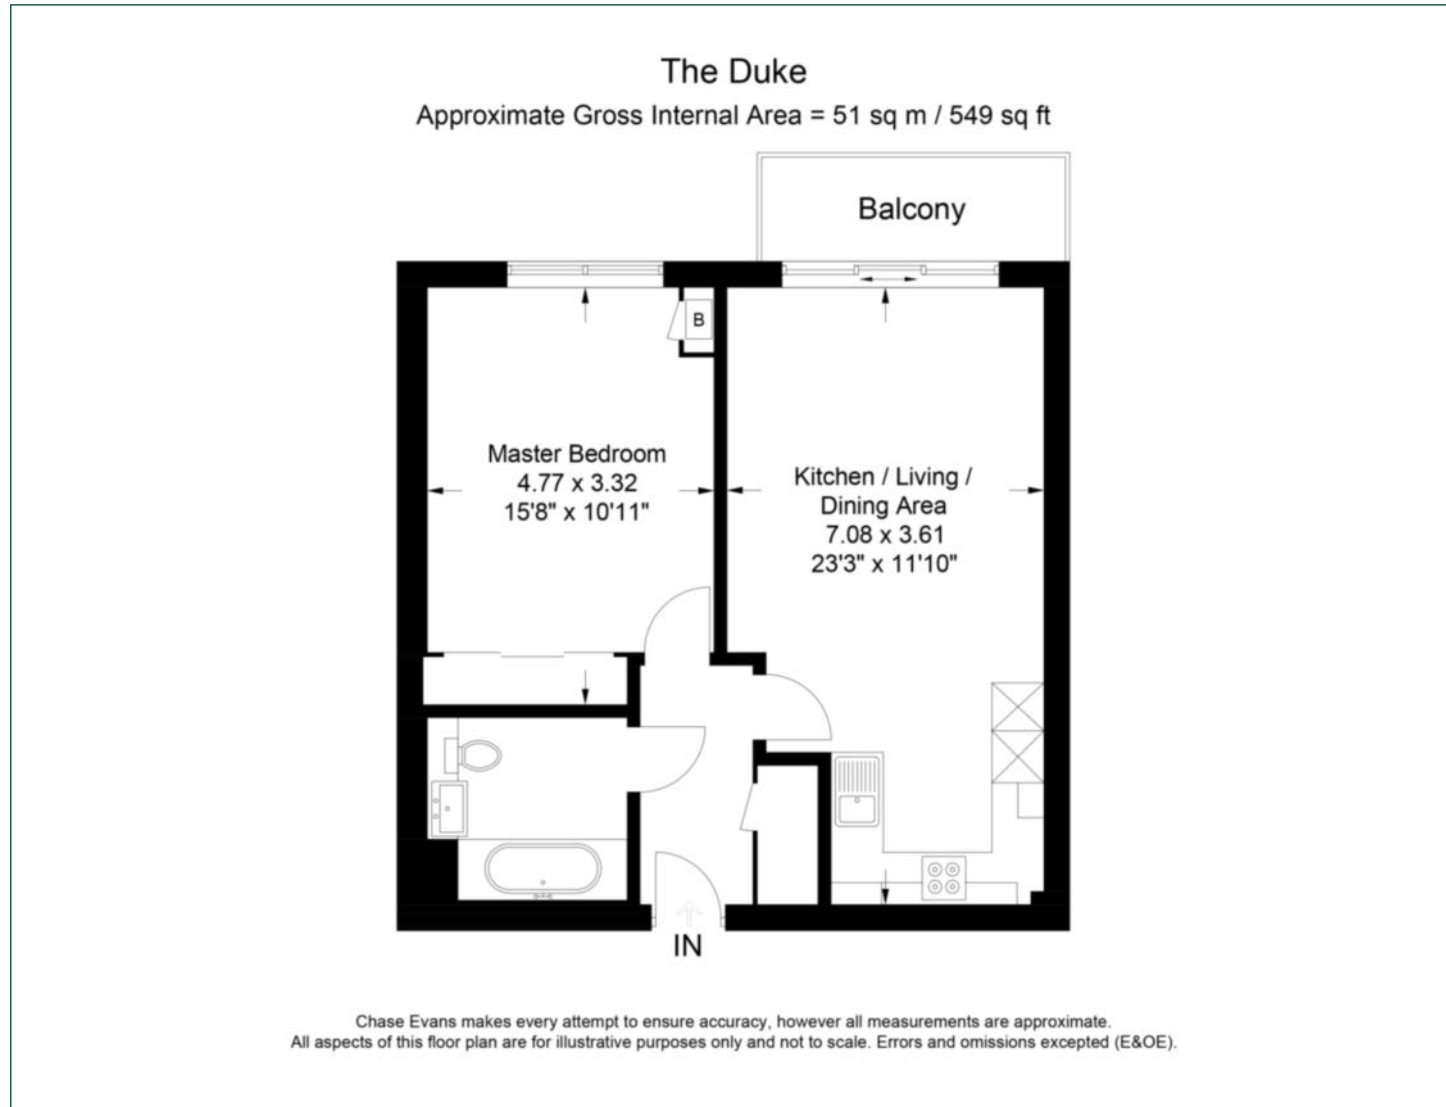 The Duke
Approximate Gross Internal Area = 51 sq m / 549 sq ft
Balcony
B
Master Bedroom
4.77 x 3.32
15'8" x 10'11"
Kitchen / Living /
Dining Area
7.08 x 3.61
23'3" x 11'10"
IN
Chase Evans makes every attempt to ensure accuracy, however all measurements are approximate.
All aspects of this floor plan are for illustrative purposes only and not to scale. Errors and omissions excepted (E&OE).